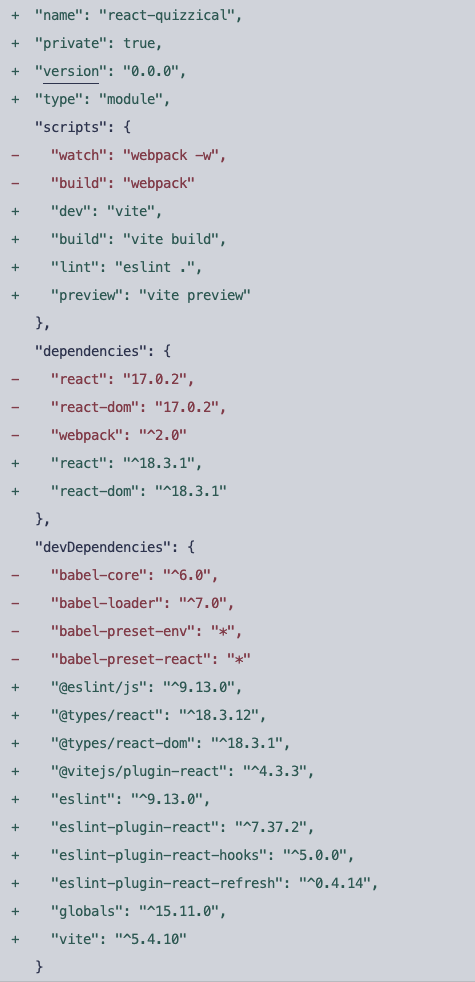 + "name": "react-quizzical",
+ "private": true,
+ "version": "0.0.0",
+ "type": "module",
  "scripts": {
-   "watch": "webpack -w",
-   "build": "webpack"
+   "dev": "vite",
+   "build": "vite build",
+   "lint": "eslint .",
+   "preview": "vite preview"
  },
  "dependencies": {
-   "react": "17.0.2",
-   "react-dom": "17.0.2",
-   "webpack": "^2.0"
+   "react": "^18.3.1",
+   "react-dom": "^18.3.1"
  },
  "devDependencies": {
-   "babel-core": "^6.0",
-   "babel-loader": "^7.0",
-   "babel-preset-env": "*",
-   "babel-preset-react": "*"
+   "@eslint/js": "^9.13.0",
+   "@types/react": "^18.3.12",
+   "@types/react-dom": "^18.3.1",
+   "@vitejs/plugin-react": "^4.3.3",
+   "eslint": "^9.13.0",
+   "eslint-plugin-react": "^7.37.2",
+   "eslint-plugin-react-hooks": "^5.0.0",
+   "eslint-plugin-react-refresh": "^0.4.14",
+   "globals": "^15.11.0",
+   "vite": "^5.4.10"
  }